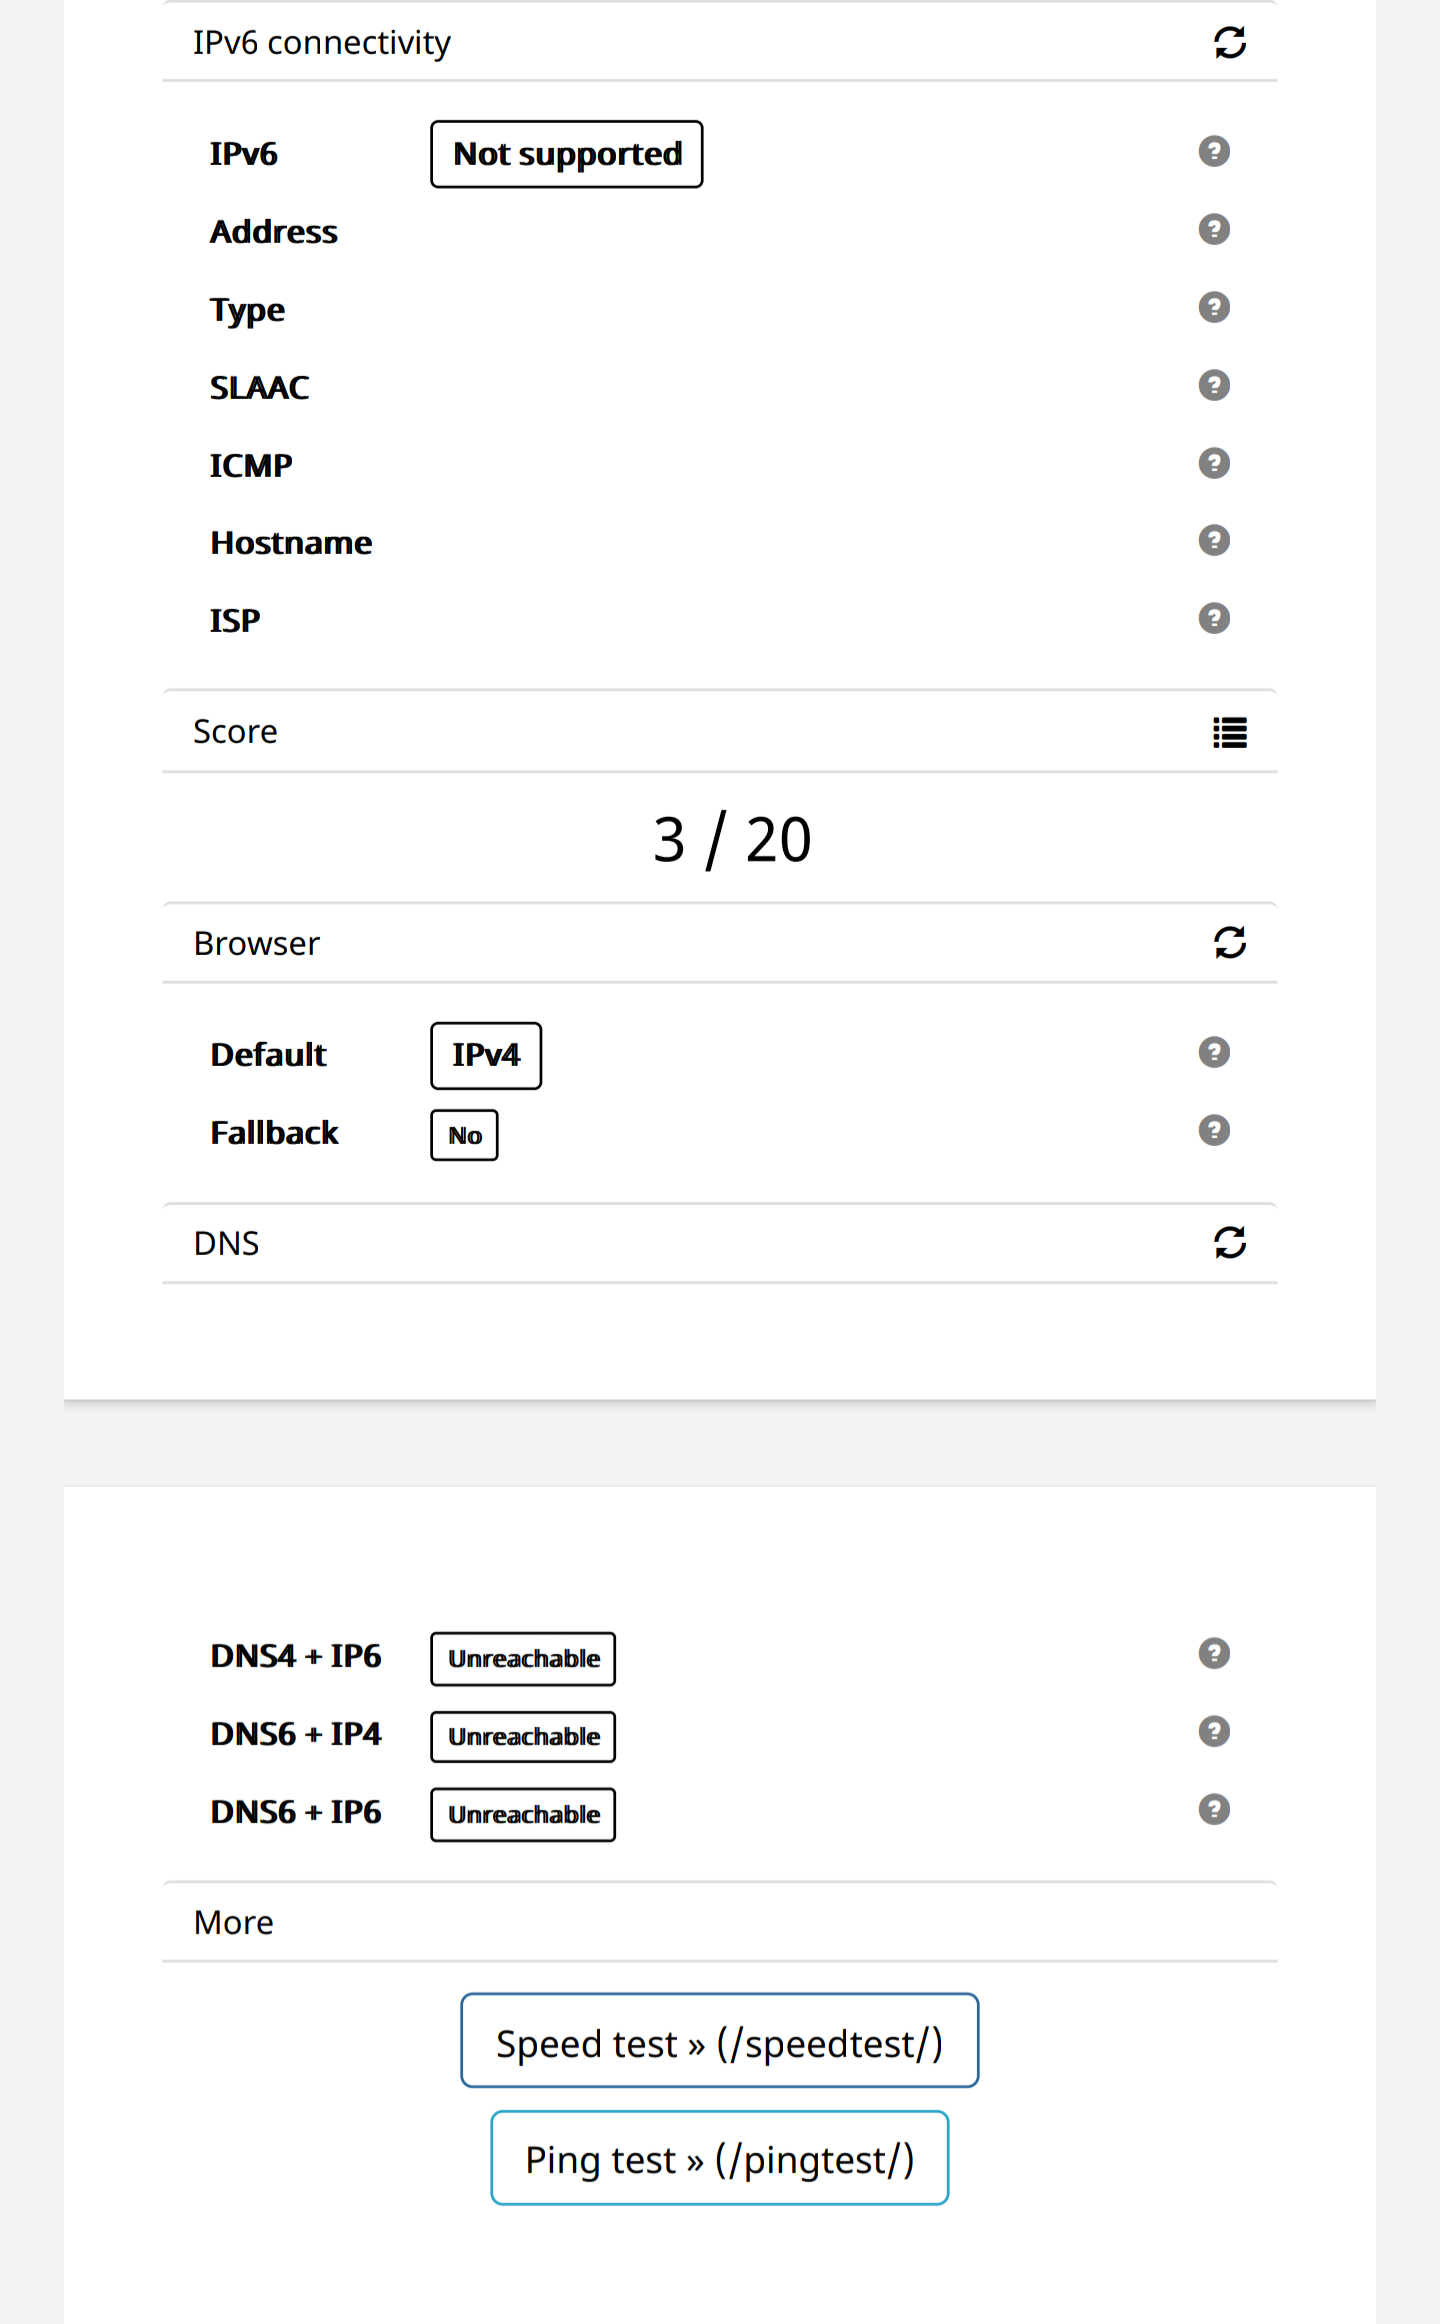 IPv6 connectivity
IPv6 Not supported
Address
Type
SLAAC
ICMP
Hostname
ISP
Score
3 / 20
Browser
Default IPv4
Fallback No
DNS
DNS4 + IP6 Unreachable
DNS6 + IP4 Unreachable
DNS6 + IP6 Unreachable
More
Speed test » (/speedtest/)
Ping test » (/pingtest/)